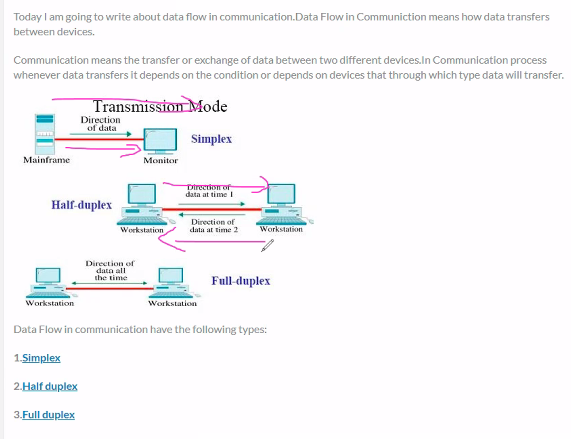 Today I am going to write about data flow in communication.Data Flow in Communiction means how data transfers
between devices.
Communication means the transfer or exchange of data between two different devices.In Communication process
whenever data transfers it depends on the condition or depends on devices that through which type data will transfer.
Transmission Mode
Direction
of data
Simplex
Mainframe
Monitor
Direction of
data at time 1
Half-duplex
Direction of
data at time 2
Workstation
Workstation
Direction of
data all
the time
Full-duplex
Workstation
Workstation
Data Flow in communication have the following types:
1.Simplex
2.Half duplex
3.Full duplex